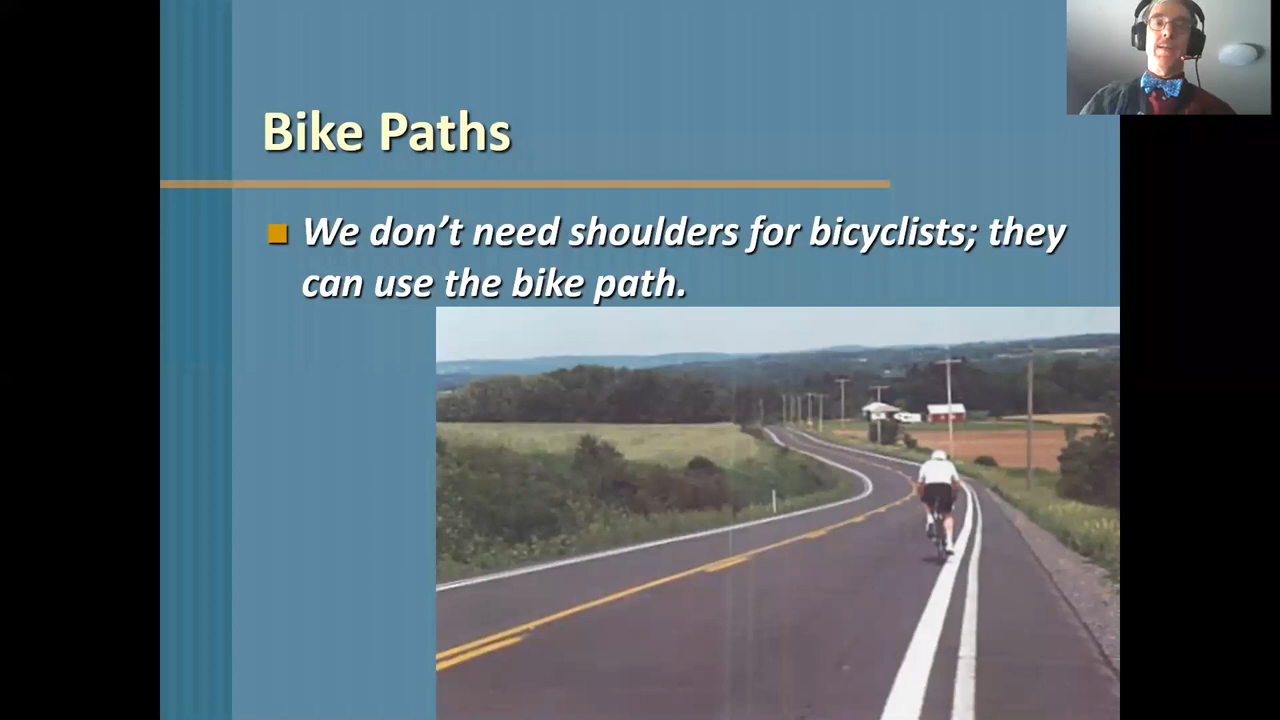 Bike Paths
We don’t need shoulders for bicyclists; they
can use the bike path.